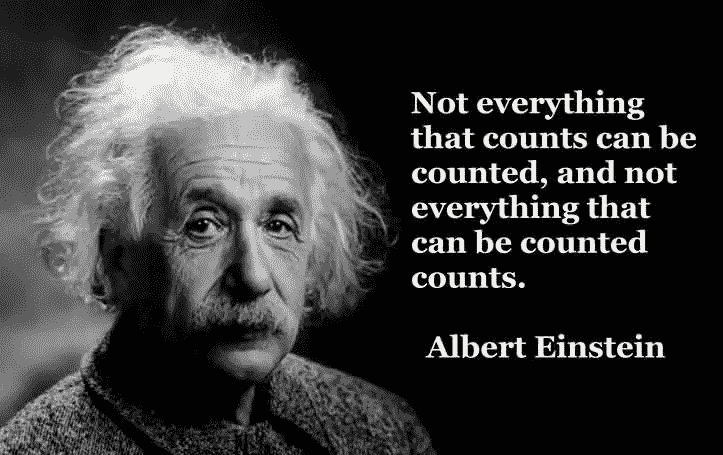 Not everything
that counts can be
counted, and not
everything that
can be counted
counts.
Albert Einstein